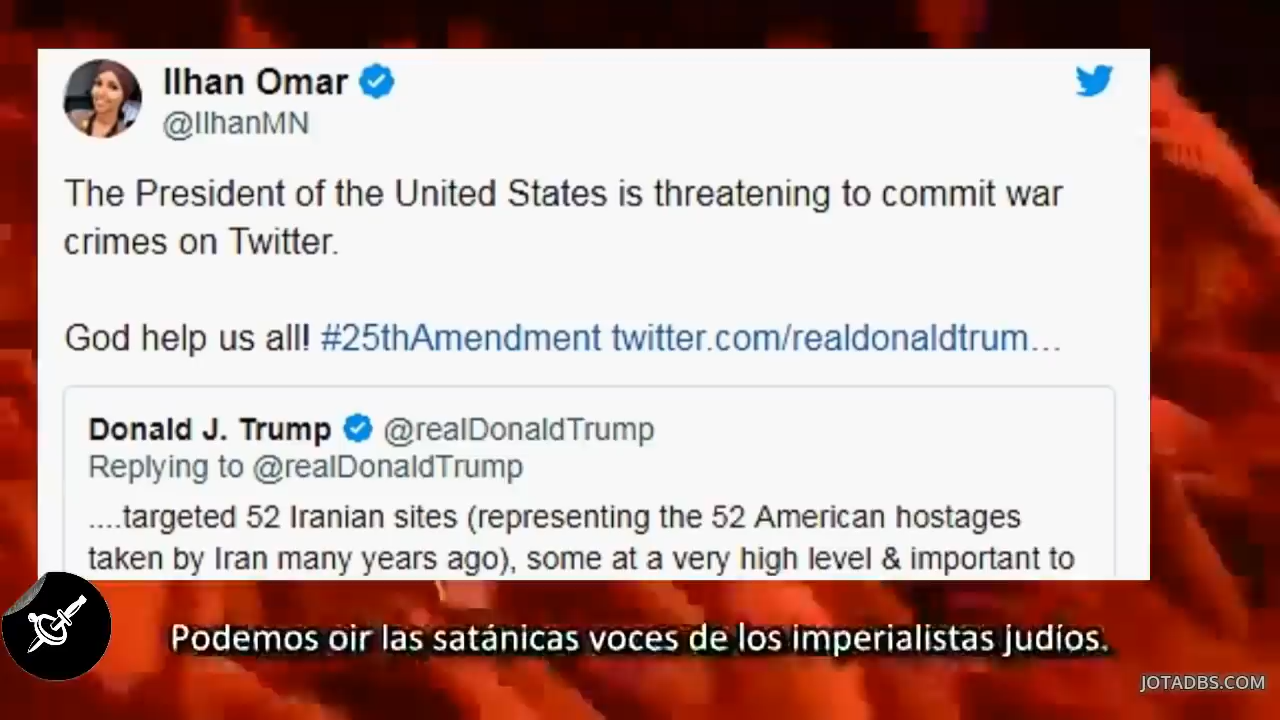 Ilhan Omar
@IlhanMN
The President of the United States is threatening to commit war
crimes on Twitter.
God help us all! #25thAmendment twitter.com/realdonaldtrum…
Donald J. Trump @realDonaldTrump
Replying to @realDonaldTrump
....targeted 52 Iranian sites (representing the 52 American hostages
taken by Iran many years ago), some at a very high level & important to
Podemos oir las satánicas voces de los imperialistas judíos.
JOTADBS.COM